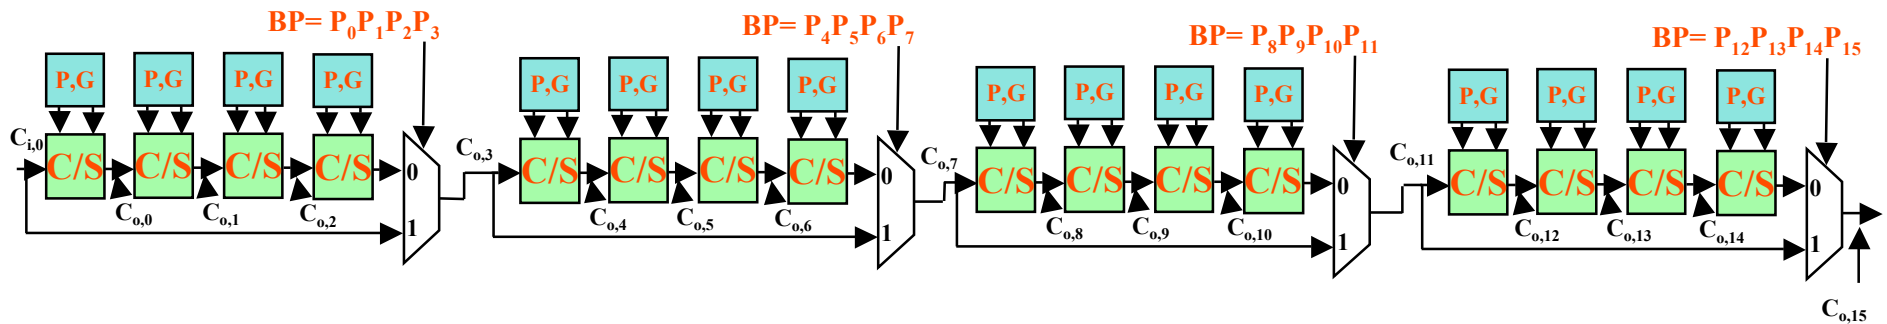 BP= P0P1P2P3 BP= P4P5P6P7 BP= P8P9P10P11 BP= P12P13P14P15
P,G P,G P,G P,G P,G P,G P,G P,G P,G P,G P,G P,G P,G P,G P,G P,G
Ci,0 Co,3 Co,7 Co,11
C/S C/S C/S C/S 0 C/S C/S C/S C/S 0 C/S C/S C/S C/S 0 C/S C/S C/S C/S 0
Co,0 Co,1 Co,2 Co,4 Co,5 Co,6 Co,8 Co,9 Co,10 Co,12 Co,13 Co,14
1 1 1 1
Co,15